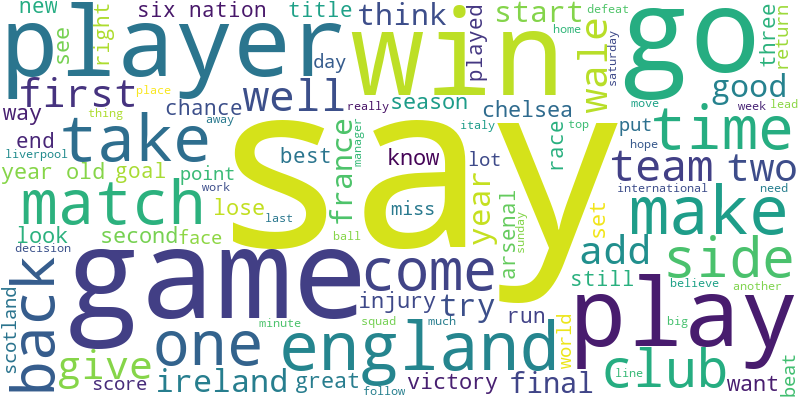 new
six nation
title
think
played
start
defeat
home
three
return
see
right
player
day
win
saturday
wale
go
good
first
way
chance
well
really
season
chelsea
move
week
lead
place
thing
away
take
end
liverpool
say
italy
race
top
put
hope
time
best
know
lot
manager
france
team
two
year old
goal
point
work
international
need
match
lose
last
miss
year
arsenal
sunday
set
make
look
second
face
ball
add
side
decision
back
game
come
still
believe
another
scotland
injury
try
run
world
play
minute
squad
much
big
one
england
give
club
line
score
ireland
great
follow
victory
final
want
beat